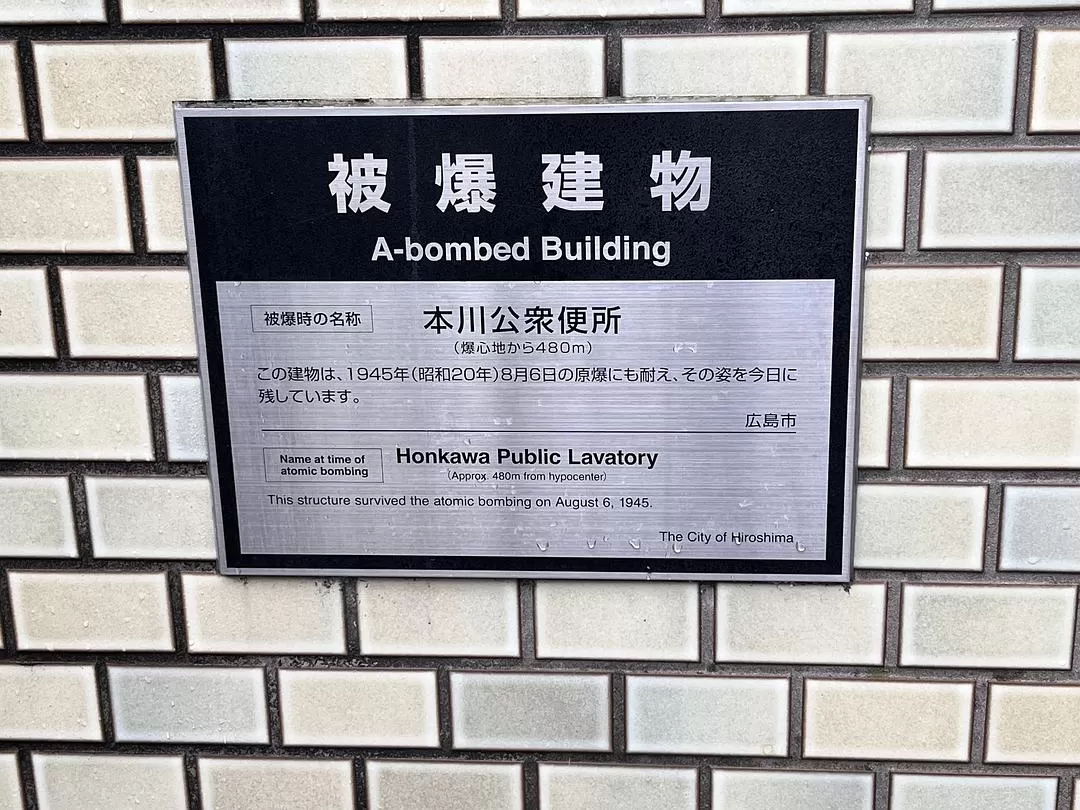 被爆建物
A-bombed Building
被爆時の名称
本川公衆便所
（爆心地から480m）
この建物は、1945年（昭和20年）8月6日の原爆にも耐え、その姿を今日に
残しています。
広島市
Name at time of
atomic bombing
Honkawa Public Lavatory
(Approx. 480m from hypocenter)
This structure survived the atomic bombing on August 6, 1945.
The City of Hiroshima